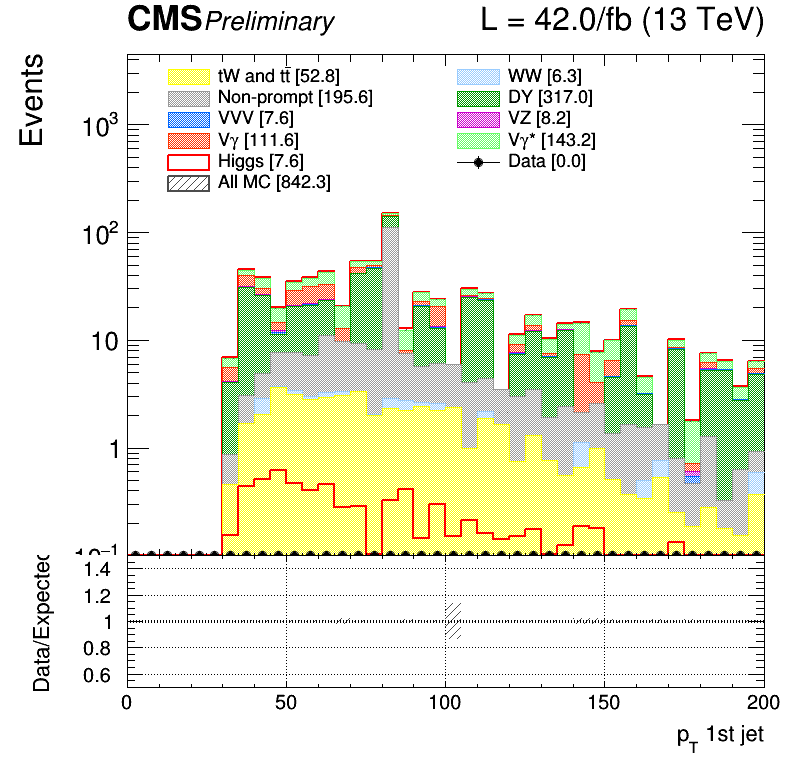 CMS Preliminary L = 42.0/fb (13 TeV)
Events
tW and tt̄ [52.8] WW [6.3]
Non-prompt [195.6] DY [317.0]
VVV [7.6] VZ [8.2]
Vγ [111.6] Vγ* [143.2]
Higgs [7.6] Data [0.0]
All MC [842.3]
10³
10²
10
1
10⁻¹
Data/Expected
1.4
1.2
1
0.8
0.6
0 50 100 150 200
p_T 1st jet